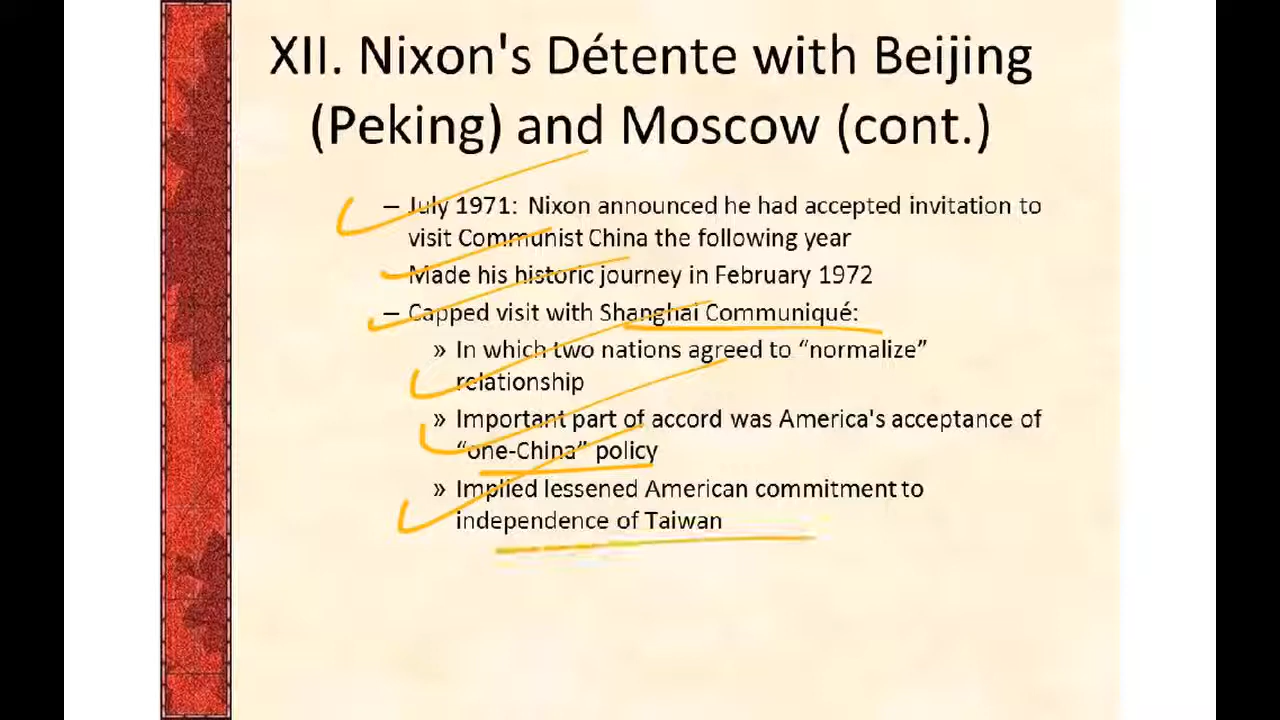 XII. Nixon's Détente with Beijing
(Peking) and Moscow (cont.)
– July 1971: Nixon announced he had accepted invitation to
visit Communist China the following year
– Made his historic journey in February 1972
– Capped visit with Shanghai Communiqué:
» In which two nations agreed to “normalize”
relationship
» Important part of accord was America's acceptance of
“one-China” policy
» Implied lessened American commitment to
independence of Taiwan